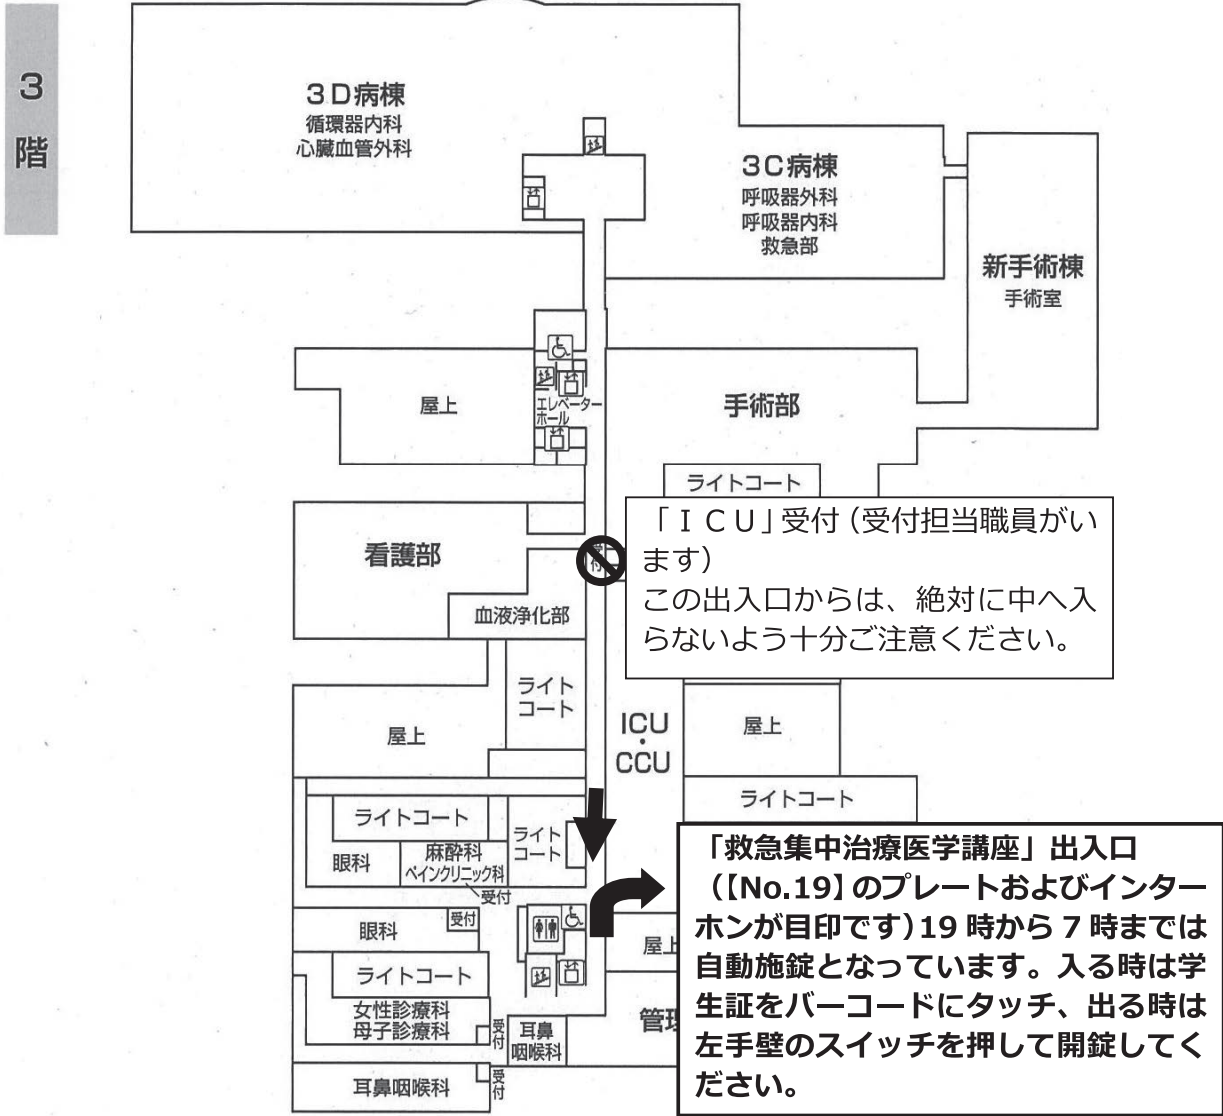 3
階
3D病棟
循環器内科
心臓血管外科
3C病棟
呼吸器外科
呼吸器内科
救急部
新手術棟
手術室
屋上
エレベーター
ホール
手術部
ライトコート
「ＩＣＵ」受付（受付担当職員がい
ます）
この出入口からは、絶対に中へ入
らないよう十分ご注意ください。
看護部
受付
血液浄化部
ライト
コート
屋上
ICU
・
CCU
屋上
ライトコート
ライトコート
ライト
コート
眼科
麻酔科
ペインクリニック科
受付
「救急集中治療医学講座」出入口
（【No.19】のプレートおよびインター
ホンが目印です）19 時から 7 時までは
自動施錠となっています。入る時は学
生証をバーコードにタッチ、出る時は
左手壁のスイッチを押して開錠してく
ださい。
眼科
受付
屋上
ライトコート
女性診療科
母子診療科
受付
耳鼻
咽喉科
管理
耳鼻咽喉科
受付